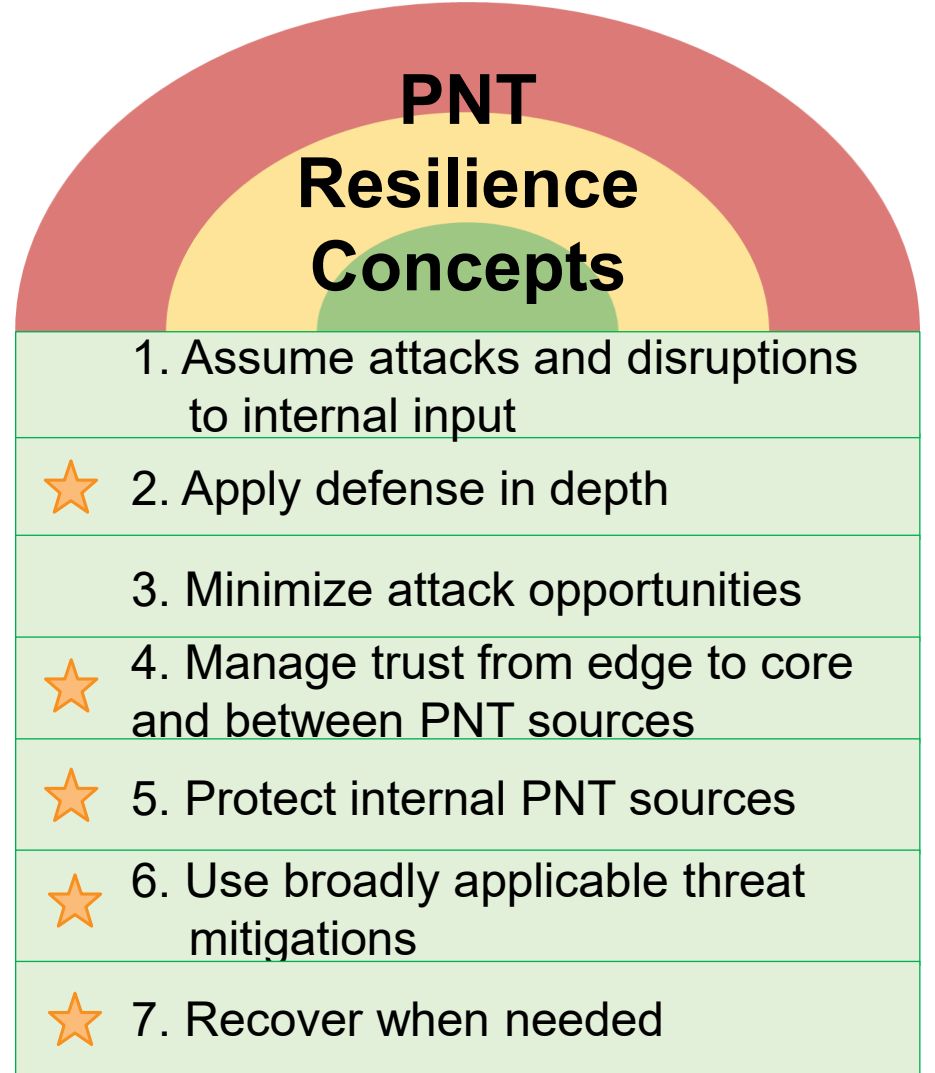 PNT
Resilience
Concepts
1. Assume attacks and disruptions
to internal input
2. Apply defense in depth
3. Minimize attack opportunities
4. Manage trust from edge to core
and between PNT sources
5. Protect internal PNT sources
6. Use broadly applicable threat
mitigations
7. Recover when needed